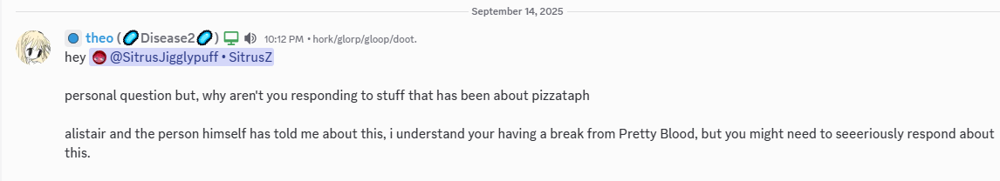 September 14, 2025
theo (Disease2) 10:12 PM • hork/glorp/gloop/doot.
hey @SitrusJigglypuff • SitrusZ
personal question but, why aren't you responding to stuff that has been about pizzataph
alistair and the person himself has told me about this, i understand your having a break from Pretty Blood, but you might need to seeeriously respond about
this.